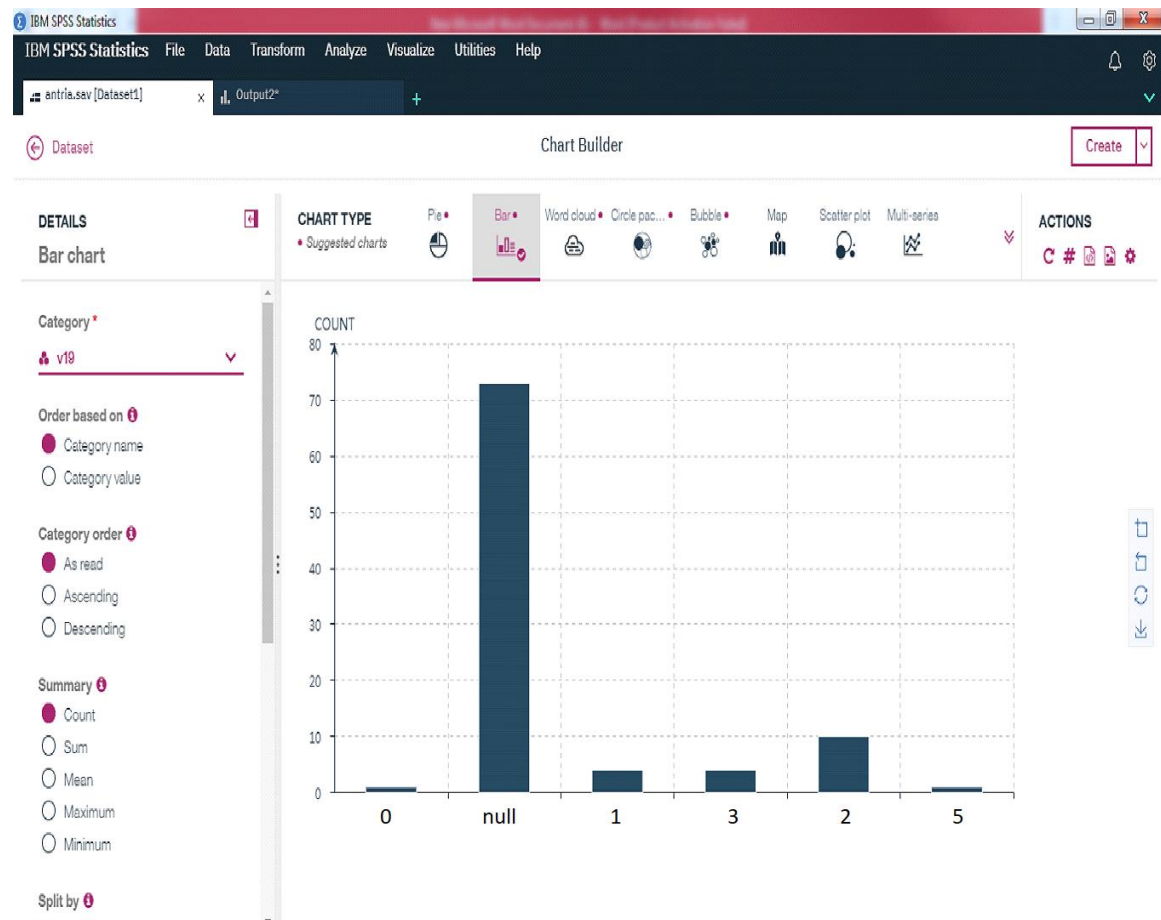 IBM SPSS Statistics
IBM SPSS Statistics File Data Transform Analyze Visualize Utilities Help
antria.sav [Dataset1] x Output2* +
Dataset
Chart Builder
Create
DETAILS
Bar chart
CHART TYPE
• Suggested charts
Pie •
Bar •
Word cloud •
Circle pac... •
Bubble •
Map
Scatter plot
Multi-series
ACTIONS
Category *
v19
Order based on
Category name
Category value
Category order
As read
Ascending
Descending
Summary
Count
Sum
Mean
Maximum
Minimum
Split by
COUNT
80
70
60
50
40
30
20
10
0
0 null 1 3 2 5